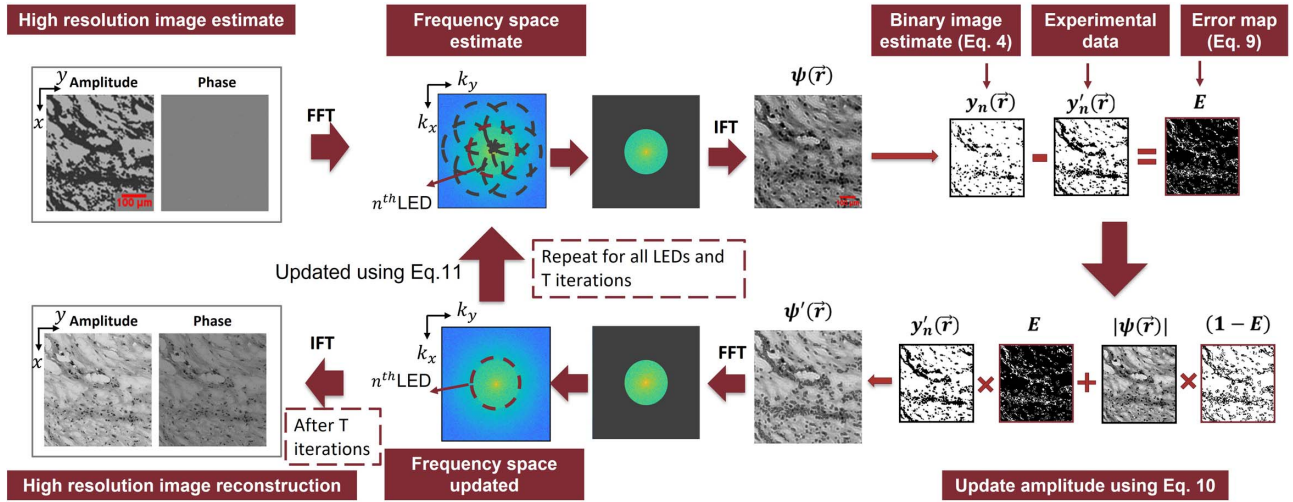 High resolution image estimate
Frequency space
estimate
Binary image
estimate (Eq. 4)
Experimental
data
Error map
(Eq. 9)
y
x
Amplitude
Phase
100 µm
FFT
k_y
k_x
n^{th}LED
IFT
ψ(r⃗)
y_n(r⃗)
-
y′_n(r⃗)
=
E
Updated using Eq.11
Repeat for all LEDs and
T iterations
y
x
Amplitude
Phase
IFT
After T
iterations
k_y
k_x
n^{th}LED
FFT
ψ′(r⃗)
y′_n(r⃗)
×
E
+
|ψ(r⃗)|
×
(1 − E)
High resolution image reconstruction
Frequency space
updated
Update amplitude using Eq. 10